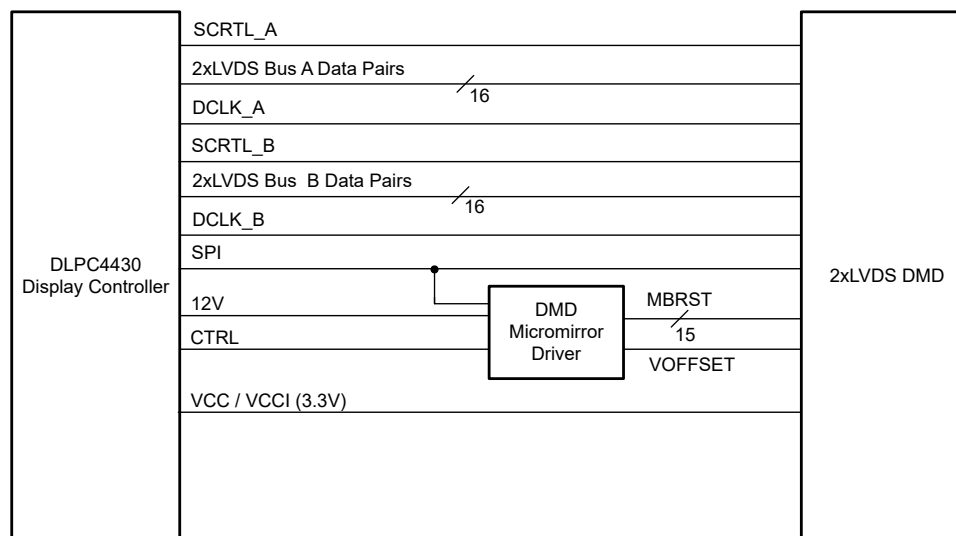 SCRTL_A
2xLVDS Bus A Data Pairs
16
DCLK_A
SCRTL_B
2xLVDS Bus B Data Pairs
16
DCLK_B
SPI
DLPC4430
Display Controller
2xLVDS DMD
12V
CTRL
DMD
Micromirror
Driver
MBRST
15
VOFFSET
VCC / VCCI (3.3V)